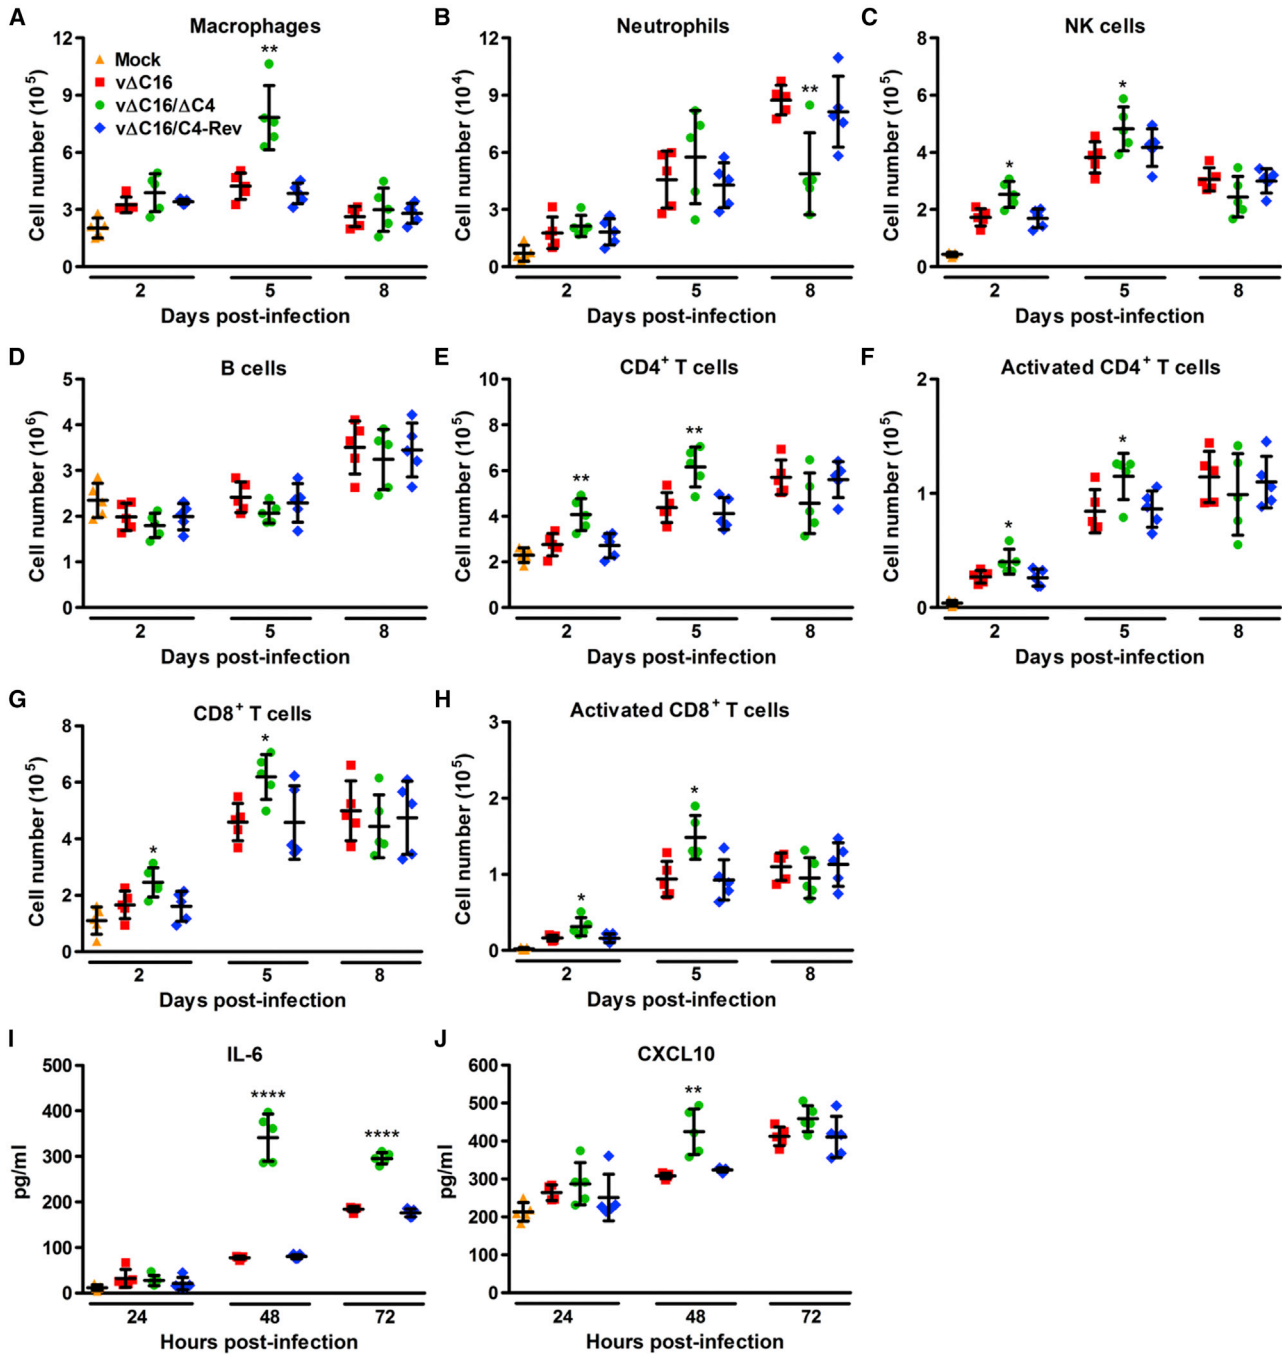 A
Macrophages
Cell number (10⁵)
12
9
6
3
0
Mock
vΔC16
vΔC16/ΔC4
vΔC16/C4-Rev
**
2 5 8
Days post-infection
B
Neutrophils
Cell number (10⁴)
12
9
6
3
0
**
2 5 8
Days post-infection
C
NK cells
Cell number (10⁵)
8
6
4
2
0
*
*
2 5 8
Days post-infection
D
B cells
Cell number (10⁶)
5
4
3
2
1
0
2 5 8
Days post-infection
E
CD4⁺ T cells
Cell number (10⁵)
10
8
6
4
2
0
**
**
2 5 8
Days post-infection
F
Activated CD4⁺ T cells
Cell number (10⁵)
2
1
0
*
*
2 5 8
Days post-infection
G
CD8⁺ T cells
Cell number (10⁵)
8
6
4
2
0
*
*
2 5 8
Days post-infection
H
Activated CD8⁺ T cells
Cell number (10⁵)
3
2
1
0
*
*
2 5 8
Days post-infection
I
IL-6
pg/ml
500
400
300
200
100
0
****
****
24 48 72
Hours post-infection
J
CXCL10
pg/ml
600
500
400
300
200
100
0
**
24 48 72
Hours post-infection